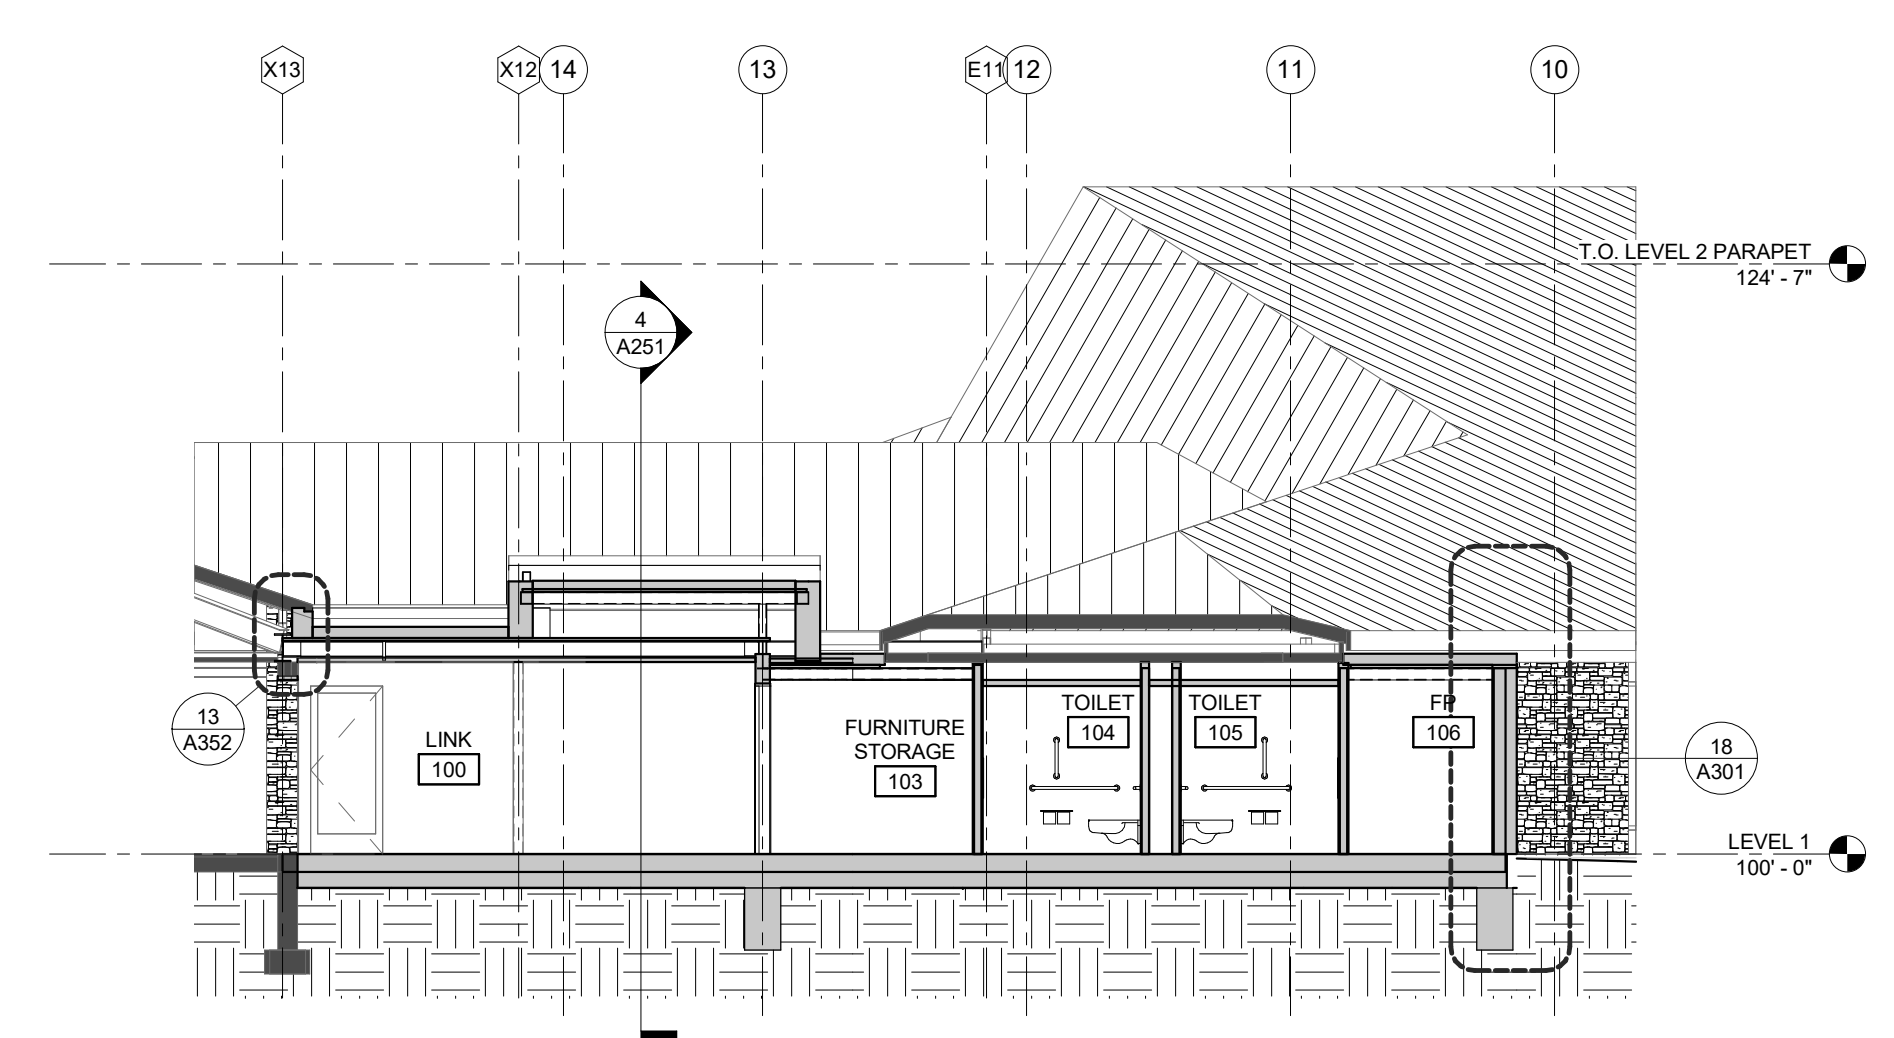 X13
X12
14
13
E11
12
11
10
T.O. LEVEL 2 PARAPET
124' - 7"
4
A251
13
A352
LINK
100
FURNITURE
STORAGE
103
TOILET
104
TOILET
105
FP
106
18
A301
LEVEL 1
100' - 0"